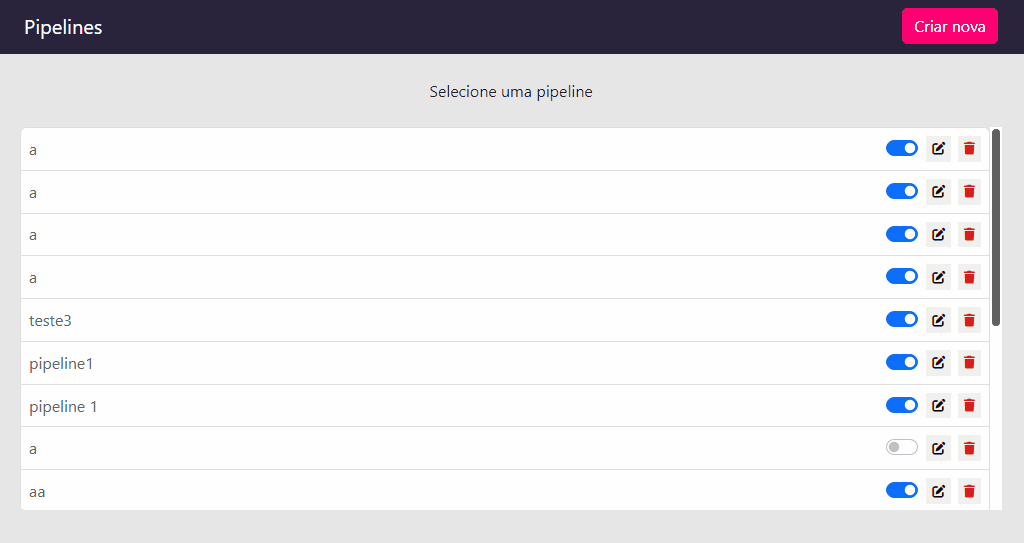 Pipelines
Criar nova
Selecione uma pipeline
a
a
a
a
teste3
pipeline1
pipeline 1
a
aa